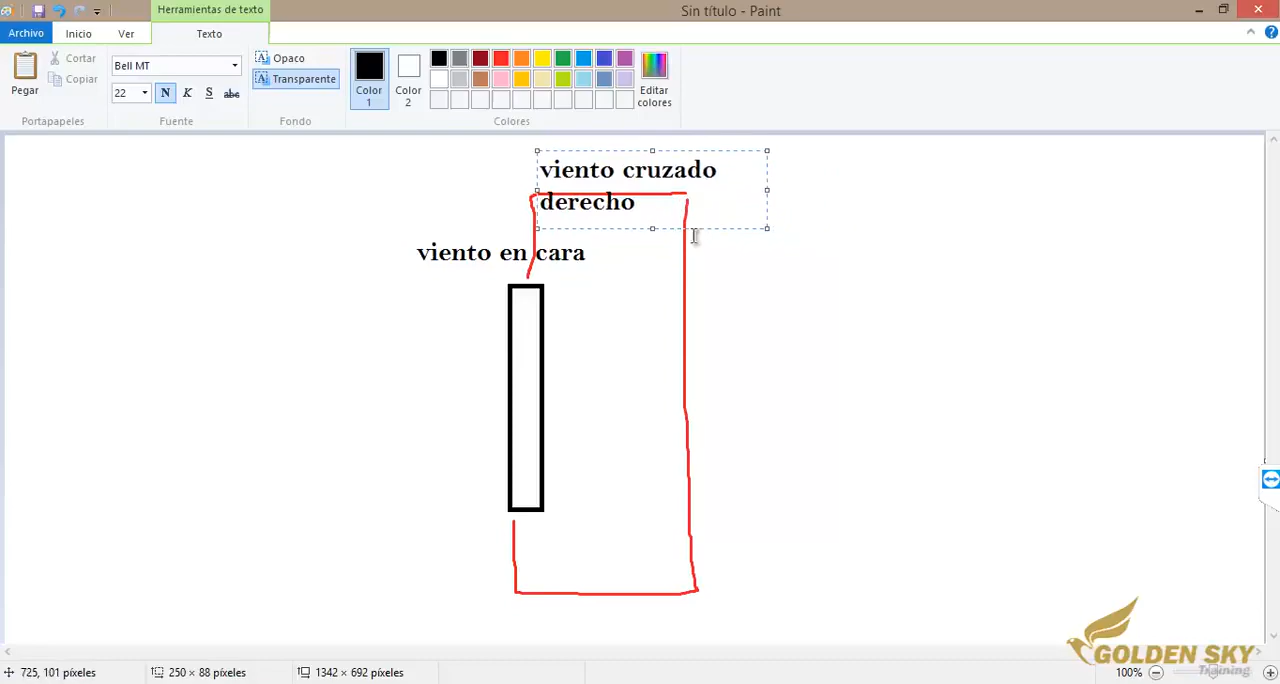 Herramientas de texto
Sin título - Paint
Archivo
Inicio
Ver
Texto
Pegar
Cortar
Copiar
Portapapeles
Bell MT
22
N
K
S
abc
Fuente
Opaco
Transparente
Fondo
Color
1
Color
2
Editar
colores
Colores
viento cruzado
derecho
viento en cara
GOLDEN SKY
Training
725, 101 píxeles
250 × 88 píxeles
1342 × 692 píxeles
100%